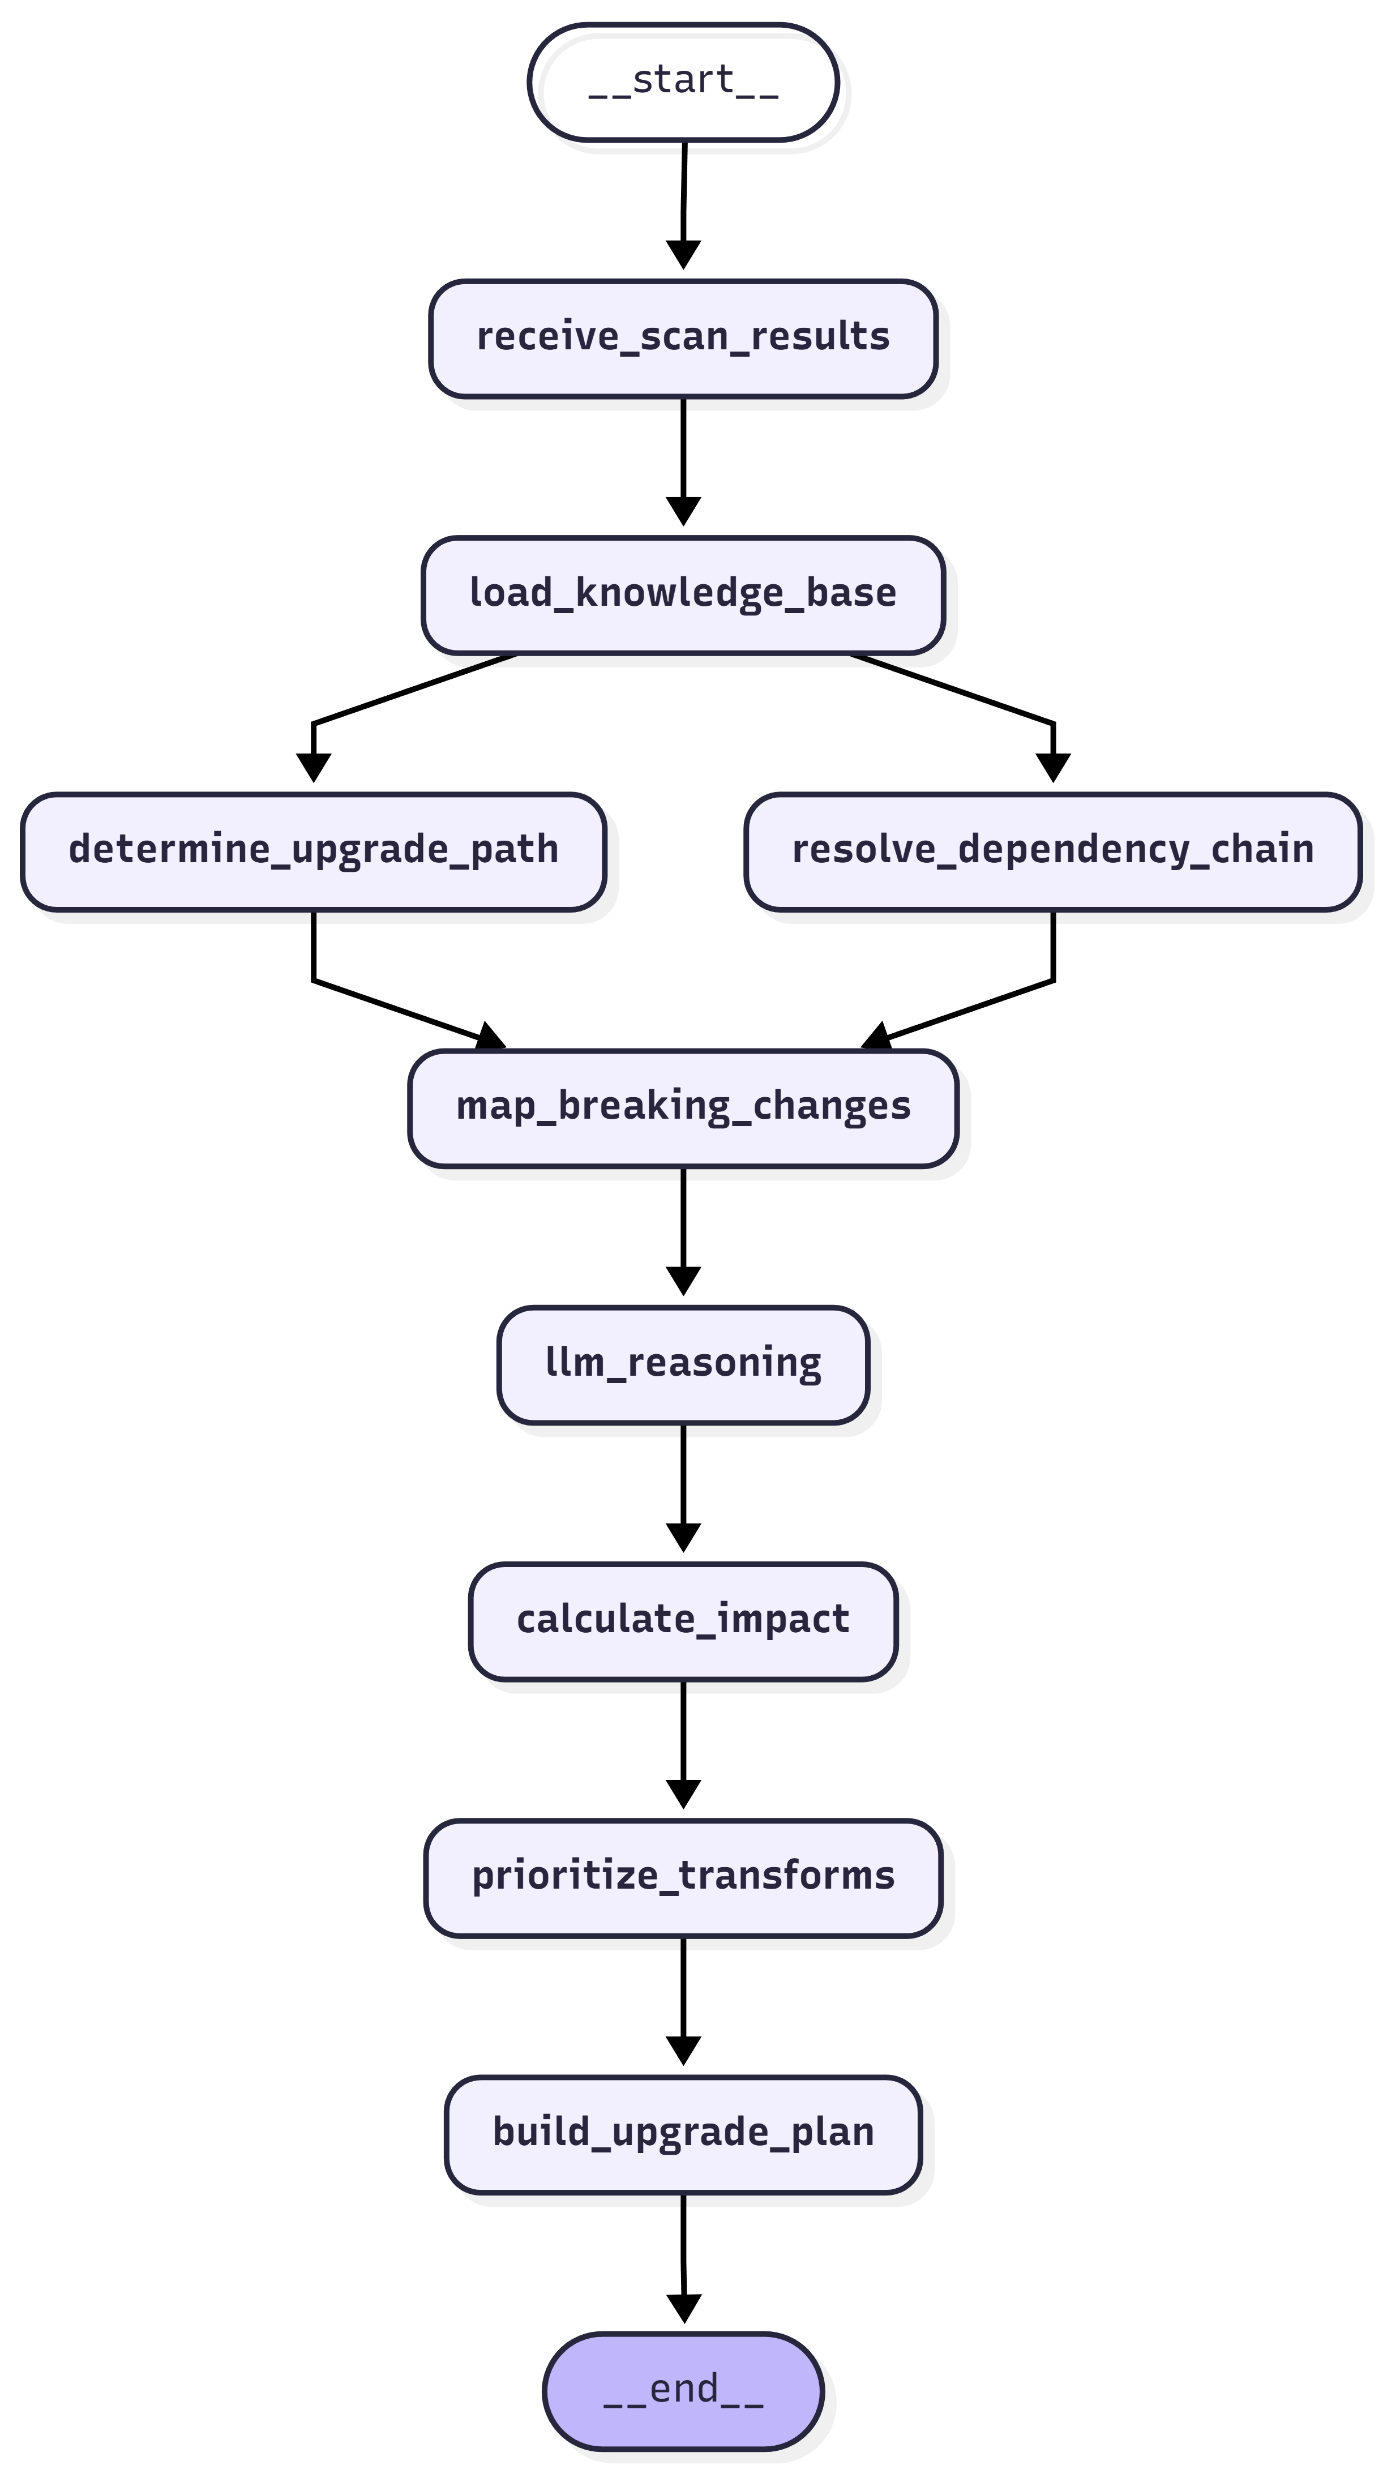 __start__
receive_scan_results
load_knowledge_base
determine_upgrade_path
resolve_dependency_chain
map_breaking_changes
llm_reasoning
calculate_impact
prioritize_transforms
build_upgrade_plan
__end__